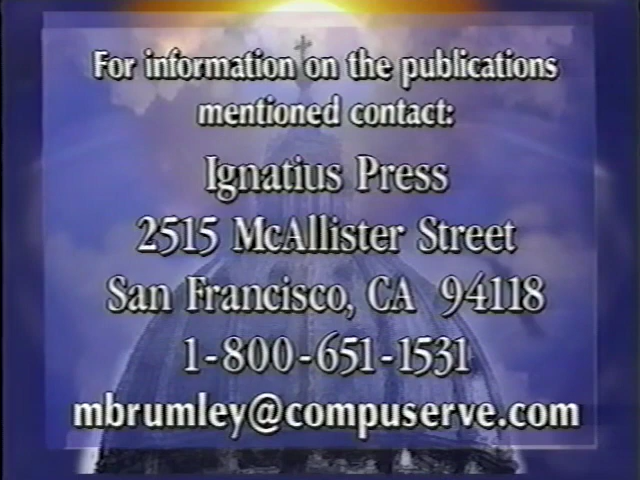 For information on the publications
mentioned contact:
Ignatius Press
2515 McAllister Street
San Francisco, CA 94118
1-800-651-1531
mbrumley@compuserve.com